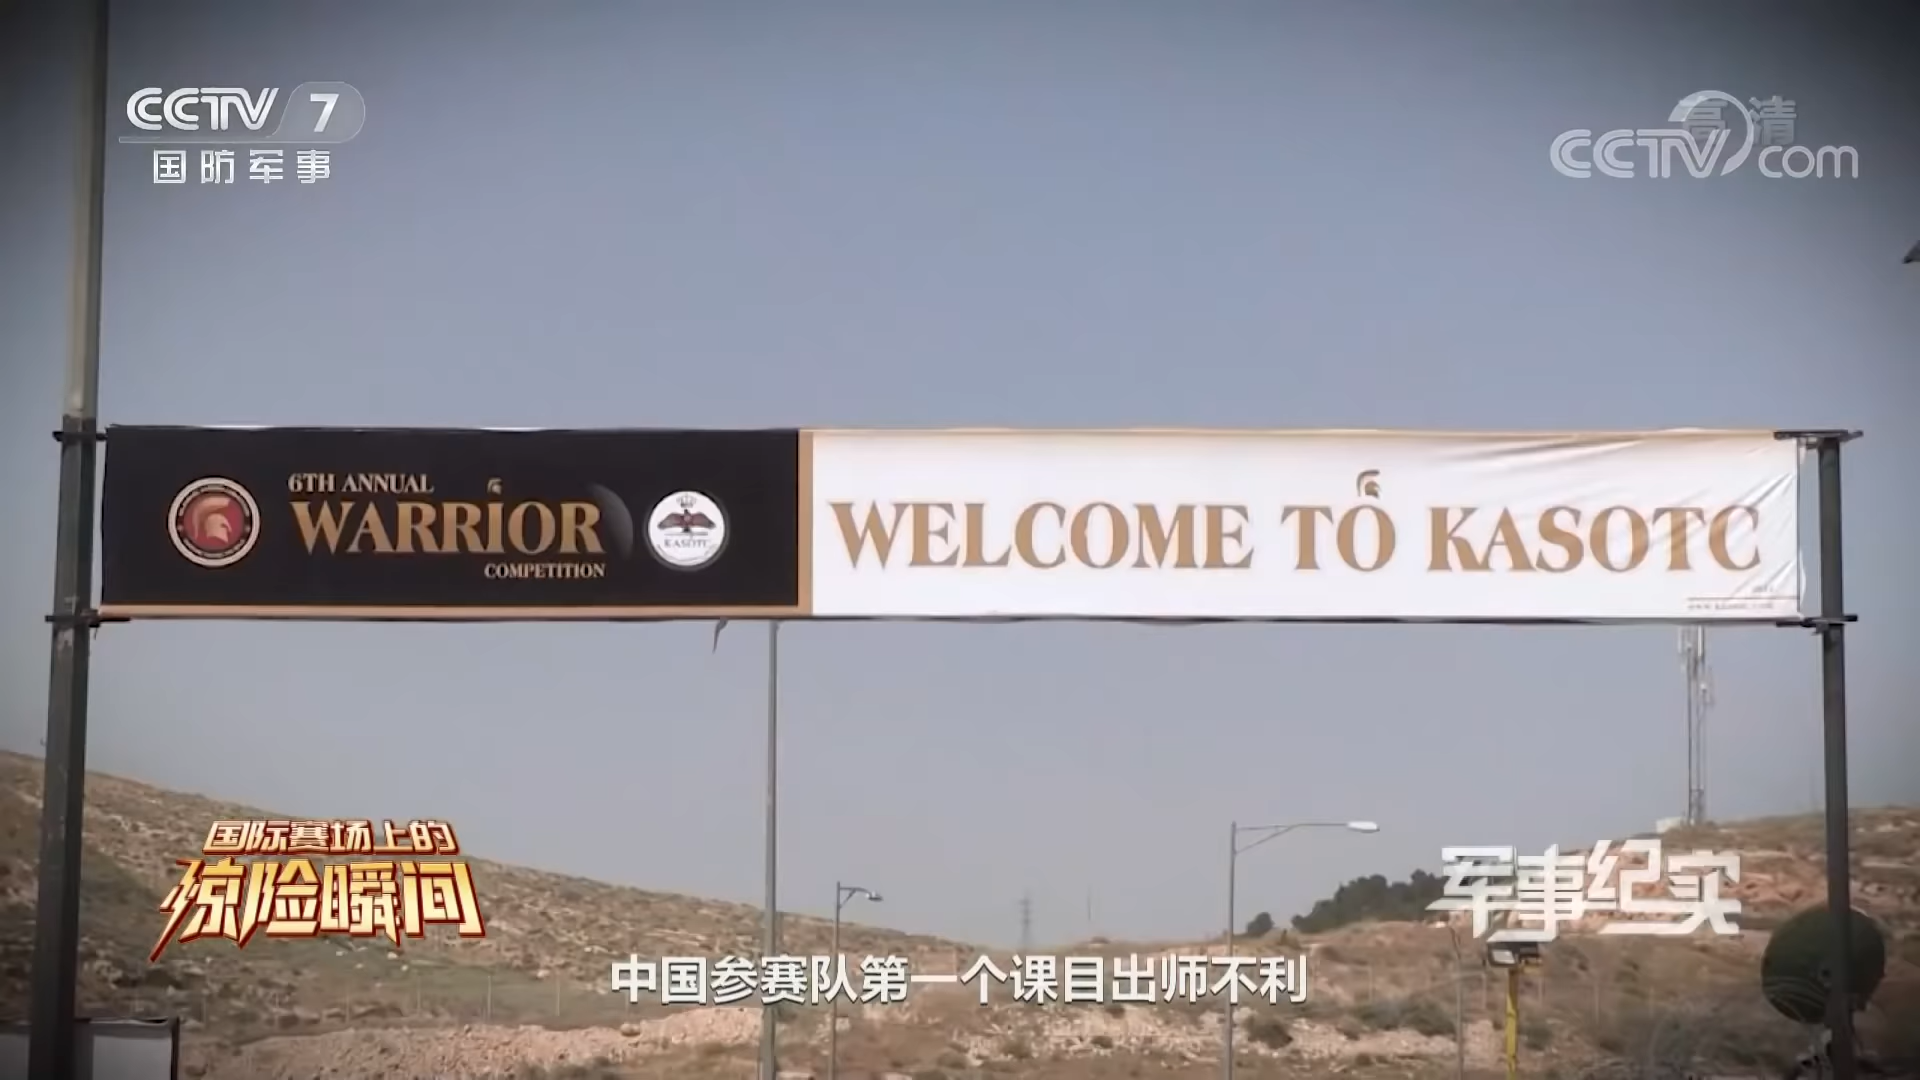 CCTV 7
国防军事
高清
CCTV com
6TH ANNUAL
WARRIOR
COMPETITION
KASOTC
WELCOME TO KASOTC
国际赛场上的
惊险瞬间
军事纪实
中国参赛队第一个课目出师不利